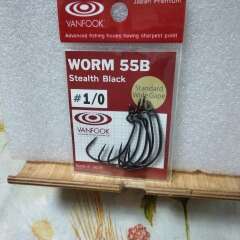 Japan Premium
VANFOOK
Advanced fishing hooks having sharpest point
WORM 55B
Stealth Black
#1/0
Standard
Wide Gape
VANFOOK